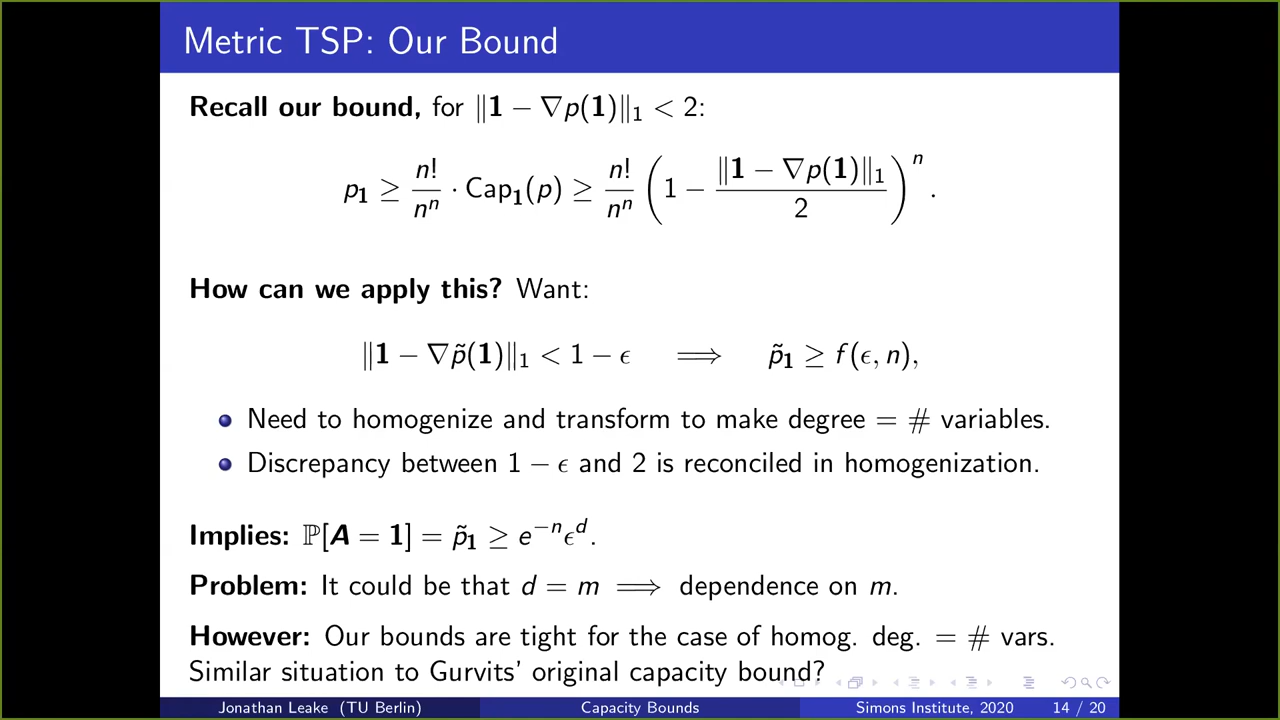 Metric TSP: Our Bound
Recall our bound, for ‖1 − ∇p(1)‖₁ < 2:
p₁ ≥ n!/nⁿ · Cap₁(p) ≥ n!/nⁿ (1 − ‖1 − ∇p(1)‖₁/2)ⁿ.
How can we apply this? Want:
‖1 − ∇p̃(1)‖₁ < 1 − ϵ ⟹ p̃₁ ≥ f(ϵ, n),
Need to homogenize and transform to make degree = # variables.
Discrepancy between 1 − ϵ and 2 is reconciled in homogenization.
Implies: ℙ[A = 1] = p̃₁ ≥ e⁻ⁿϵᵈ.
Problem: It could be that d = m ⟹ dependence on m.
However: Our bounds are tight for the case of homog. deg. = # vars.
Similar situation to Gurvits' original capacity bound?
Jonathan Leake (TU Berlin) Capacity Bounds Simons Institute, 2020 14 / 20